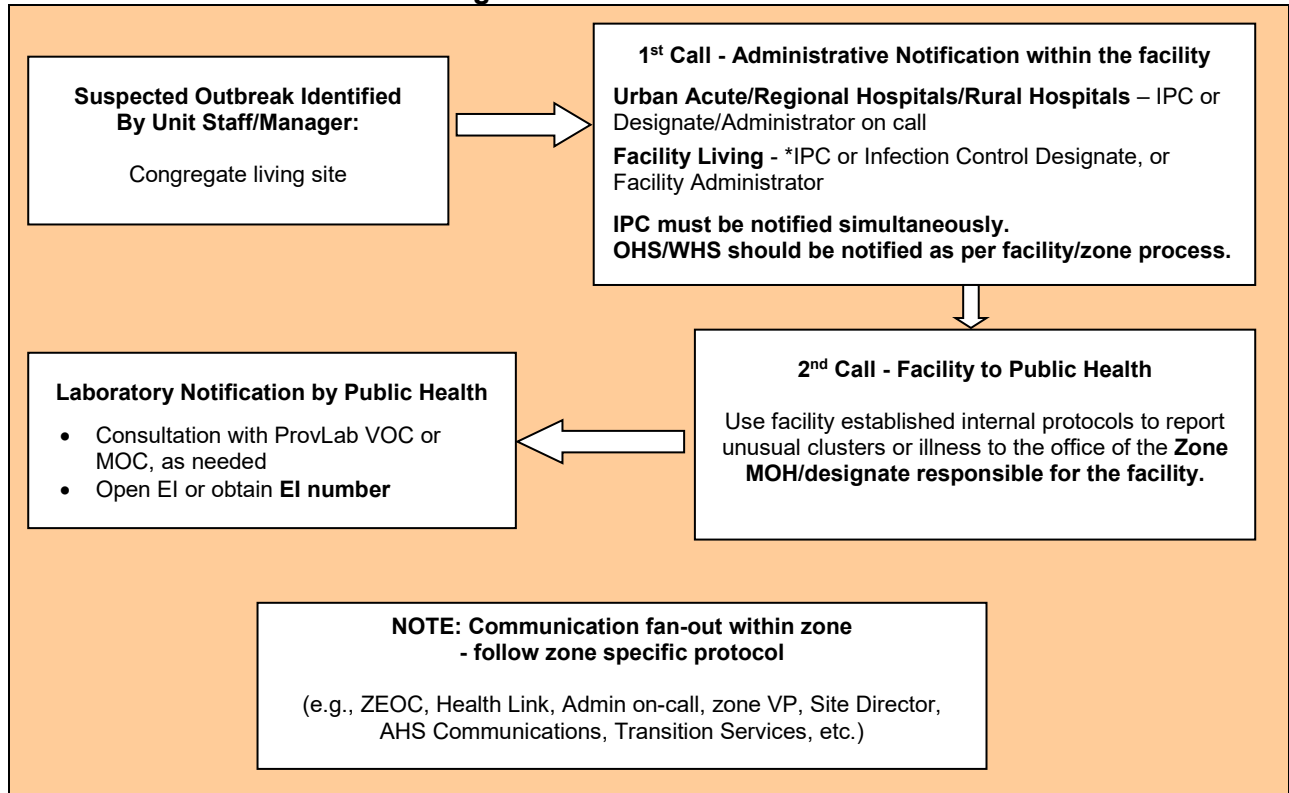 Suspected Outbreak Identified
By Unit Staff/Manager:
Congregate living site
1st Call - Administrative Notification within the facility
Urban Acute/Regional Hospitals/Rural Hospitals – IPC or
Designate/Administrator on call
Facility Living - *IPC or Infection Control Designate, or
Facility Administrator
IPC must be notified simultaneously.
OHS/WHS should be notified as per facility/zone process.
2nd Call - Facility to Public Health
Use facility established internal protocols to report
unusual clusters or illness to the office of the Zone
MOH/designate responsible for the facility.
Laboratory Notification by Public Health
• Consultation with ProvLab VOC or
MOC, as needed
• Open EI or obtain EI number
NOTE: Communication fan-out within zone
- follow zone specific protocol
(e.g., ZEOC, Health Link, Admin on-call, zone VP, Site Director,
AHS Communications, Transition Services, etc.)